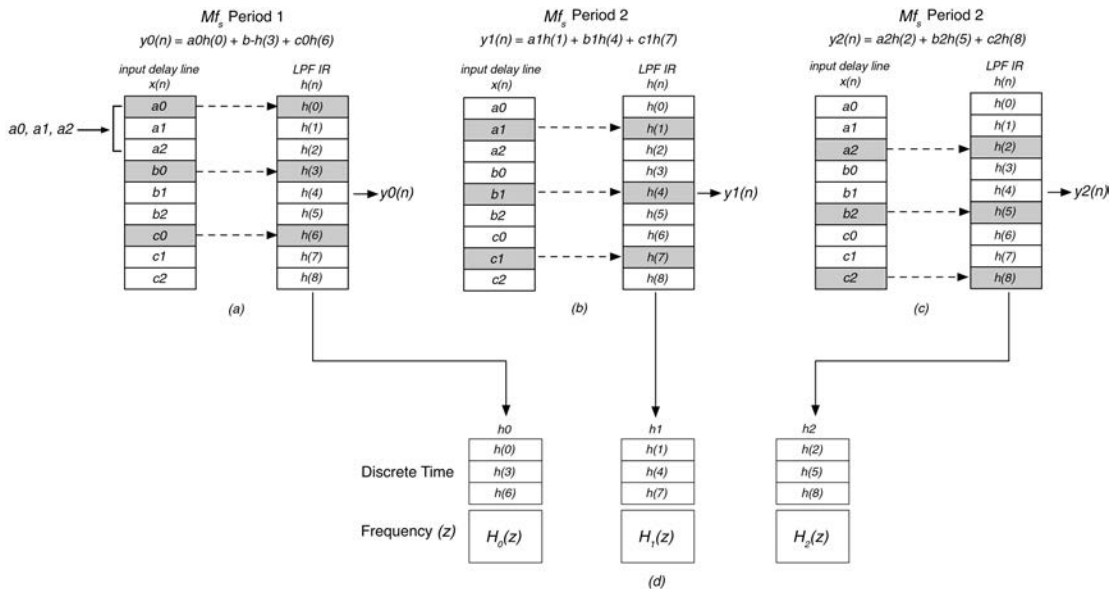 Mfs Period 1
y0(n) = a0h(0) + b-h(3) + c0h(6)
input delay line
x(n)
LPF IR
h(n)
a0, a1, a2
a0
a1
a2
b0
b1
b2
c0
c1
c2
h(0)
h(1)
h(2)
h(3)
h(4)
h(5)
h(6)
h(7)
h(8)
y0(n)
(a)
Mfs Period 2
y1(n) = a1h(1) + b1h(4) + c1h(7)
input delay line
x(n)
LPF IR
h(n)
a0
a1
a2
b0
b1
b2
c0
c1
c2
h(0)
h(1)
h(2)
h(3)
h(4)
h(5)
h(6)
h(7)
h(8)
y1(n)
(b)
Mfs Period 2
y2(n) = a2h(2) + b2h(5) + c2h(8)
input delay line
x(n)
LPF IR
h(n)
a0
a1
a2
b0
b1
b2
c0
c1
c2
h(0)
h(1)
h(2)
h(3)
h(4)
h(5)
h(6)
h(7)
h(8)
y2(n)
(c)
h0
h1
h2
Discrete Time
h(0)
h(3)
h(6)
h(1)
h(4)
h(7)
h(2)
h(5)
h(8)
Frequency (z)
H0(z)
H1(z)
H2(z)
(d)